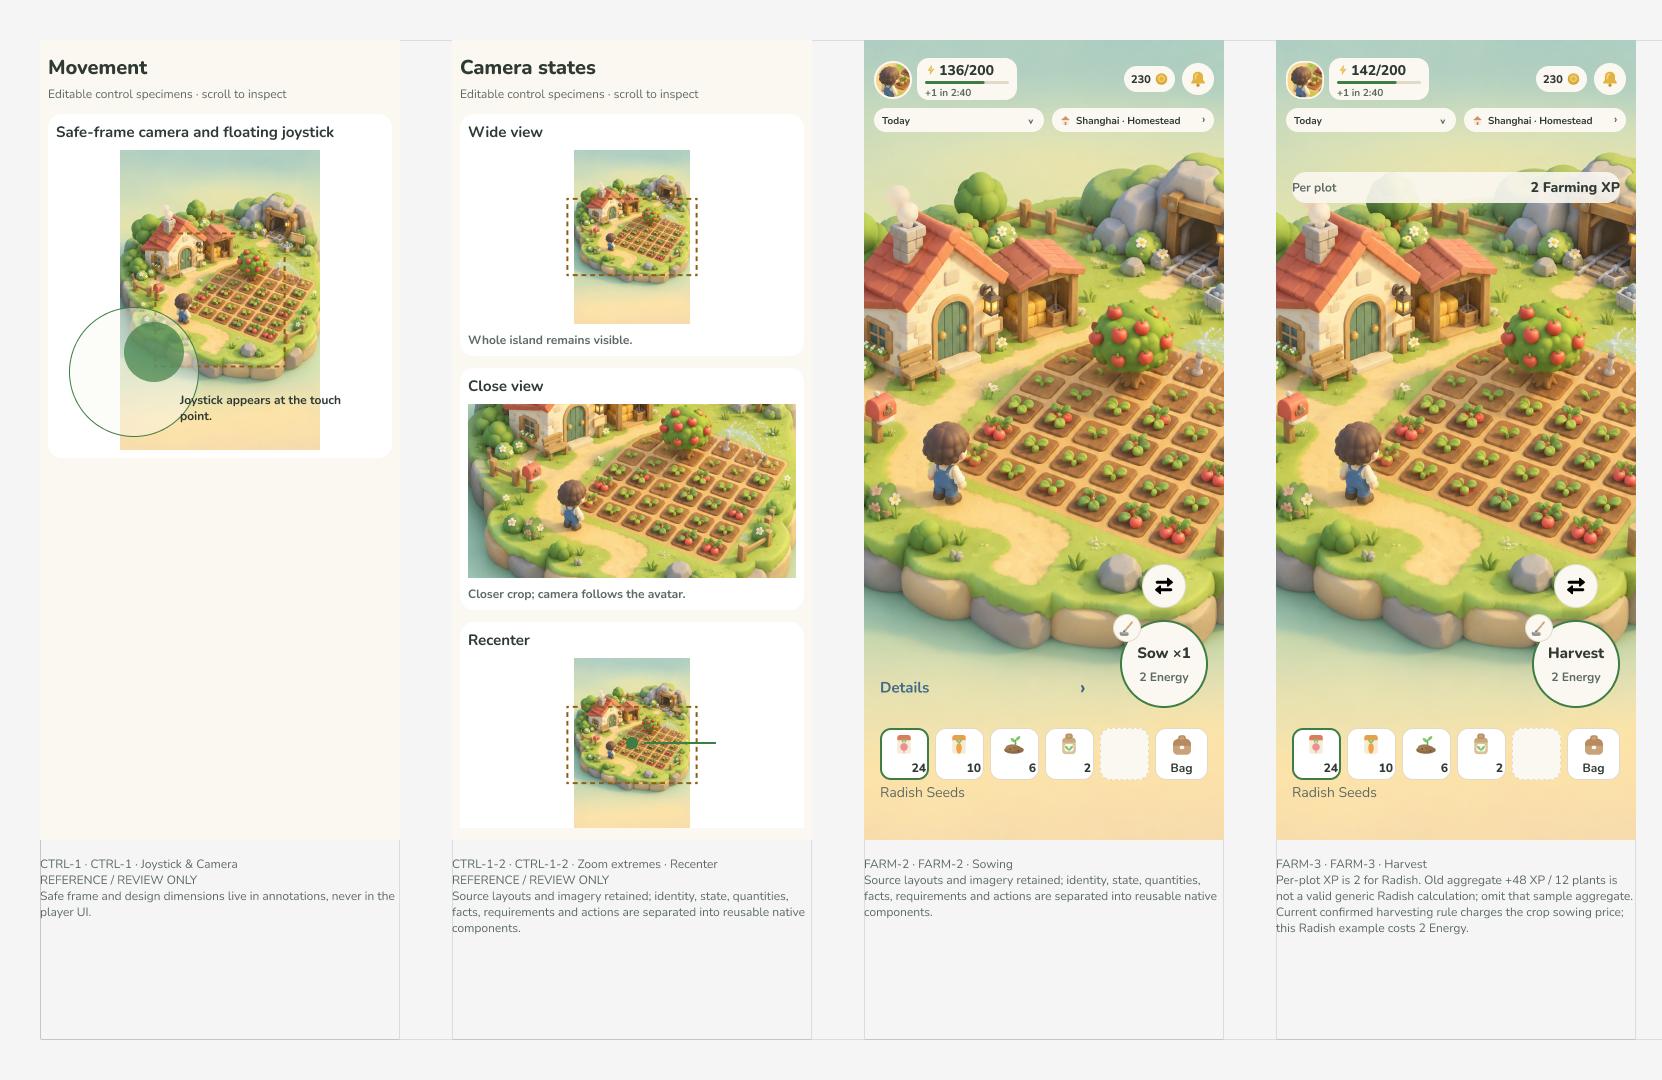 Movement
Editable control specimens · scroll to inspect
Safe-frame camera and floating joystick
Joystick appears at the touch
point.
CTRL-1 · CTRL-1 · Joystick & Camera
REFERENCE / REVIEW ONLY
Safe frame and design dimensions live in annotations, never in the
player UI.
Camera states
Editable control specimens · scroll to inspect
Wide view
Whole island remains visible.
Close view
Closer crop; camera follows the avatar.
Recenter
CTRL-1-2 · CTRL-1-2 · Zoom extremes · Recenter
REFERENCE / REVIEW ONLY
Source layouts and imagery retained; identity, state, quantities,
facts, requirements and actions are separated into reusable native
components.
136/200
+1 in 2:40
230
Today
Shanghai · Homestead
Sow ×1
2 Energy
Details
24
10
6
2
Bag
Radish Seeds
FARM-2 · FARM-2 · Sowing
Source layouts and imagery retained; identity, state, quantities,
facts, requirements and actions are separated into reusable native
components.
142/200
+1 in 2:40
230
Today
Shanghai · Homestead
Per plot
2 Farming XP
Harvest
2 Energy
24
10
6
2
Bag
Radish Seeds
FARM-3 · FARM-3 · Harvest
Per-plot XP is 2 for Radish. Old aggregate +48 XP / 12 plants is
not a valid generic Radish calculation; omit that sample aggregate.
Current confirmed harvesting rule charges the crop sowing price;
this Radish example costs 2 Energy.